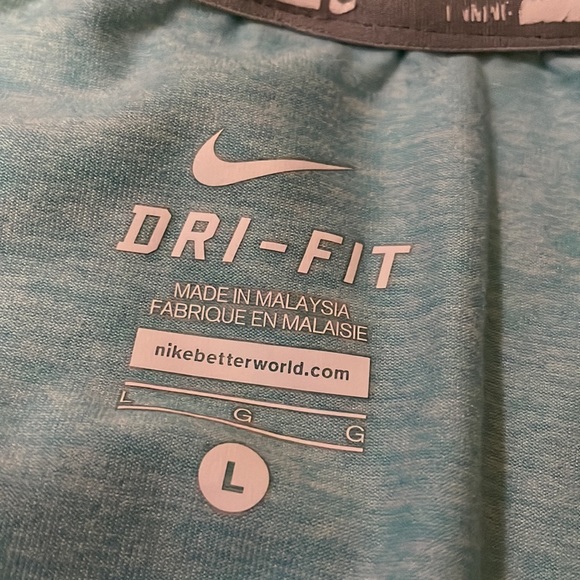 DRI-FIT
MADE IN MALAYSIA
FABRIQUE EN MALAISIE
nikebetterworld.com
L G G
L